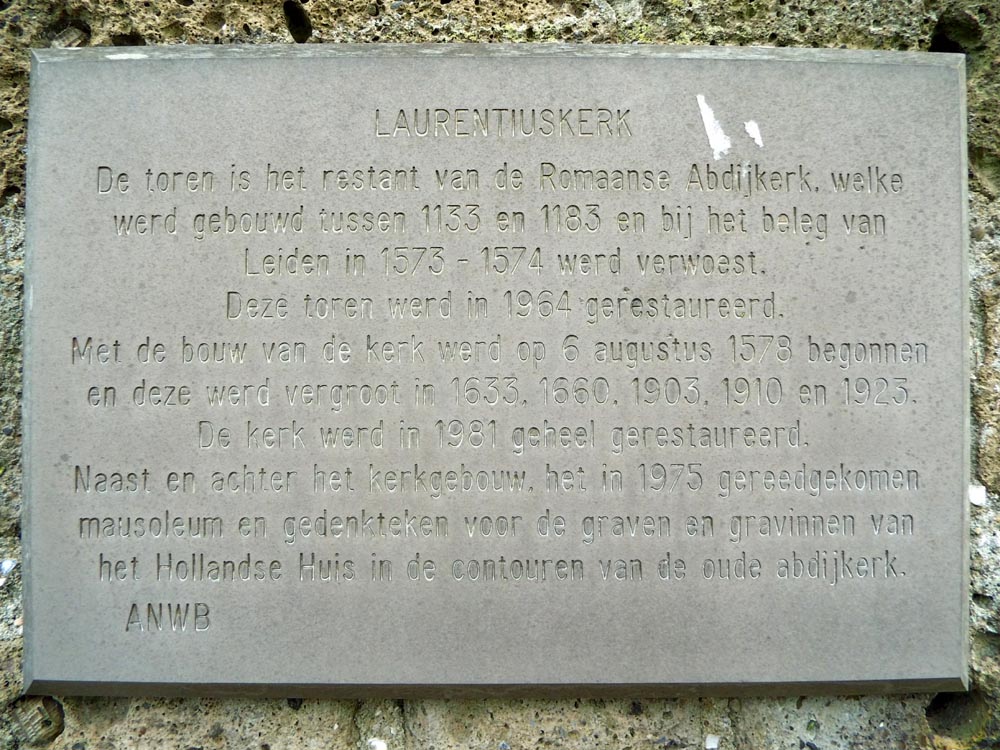 LAURENTIUSKERK
De toren is het restant van de Romaanse Abdijkerk, welke
werd gebouwd tussen 1133 en 1183 en bij het beleg van
Leiden in 1573 - 1574 werd verwoest.
Deze toren werd in 1964 gerestaureerd.
Met de bouw van de kerk werd op 6 augustus 1578 begonnen
en deze werd vergroot in 1633, 1660, 1903, 1910 en 1923.
De kerk werd in 1981 geheel gerestaureerd.
Naast en achter het kerkgebouw, het in 1975 gereedgekomen
mausoleum en gedenkteken voor de graven en gravinnen van
het Hollandse Huis in de contouren van de oude abdijkerk.
ANWB